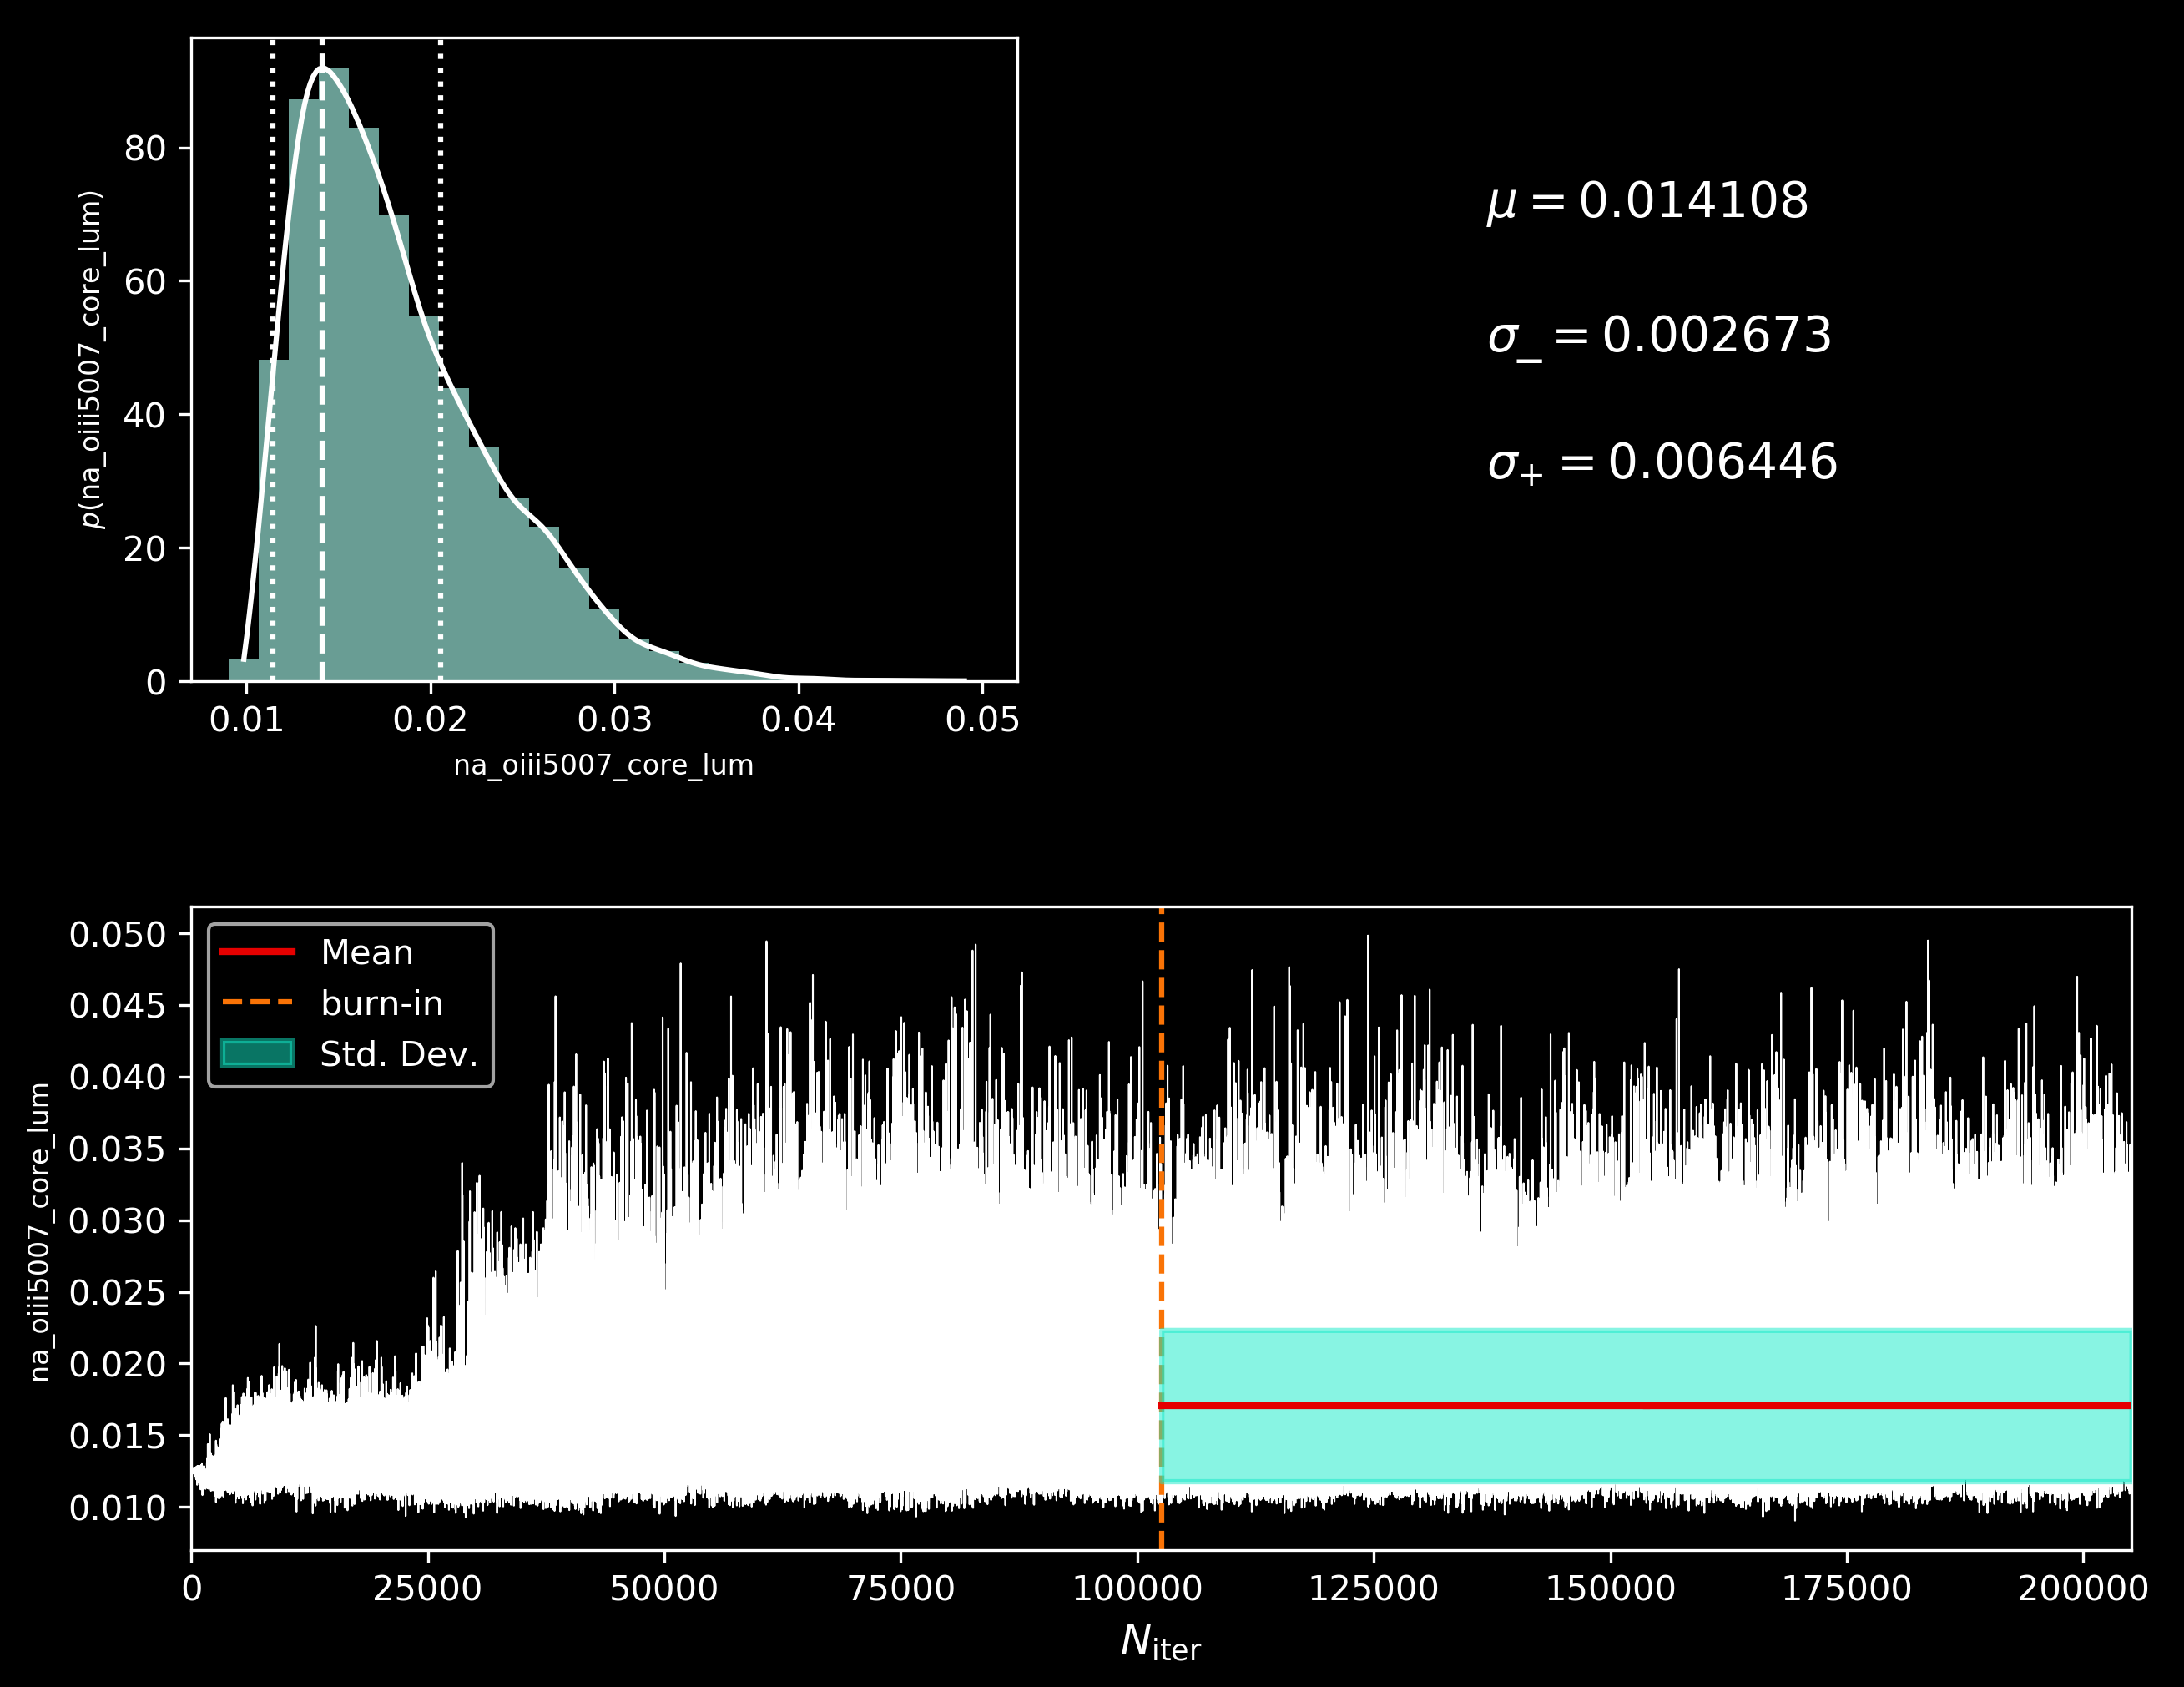 p(na_oiii5007_core_lum)
80
60
40
20
0
0.01 0.02 0.03 0.04 0.05
na_oiii5007_core_lum
μ = 0.014108
σ_ = 0.002673
σ+ = 0.006446
na_oiii5007_core_lum
0.050
0.045
0.040
0.035
0.030
0.025
0.020
0.015
0.010
Mean
burn-in
Std. Dev.
0 25000 50000 75000 100000 125000 150000 175000 200000
Niter